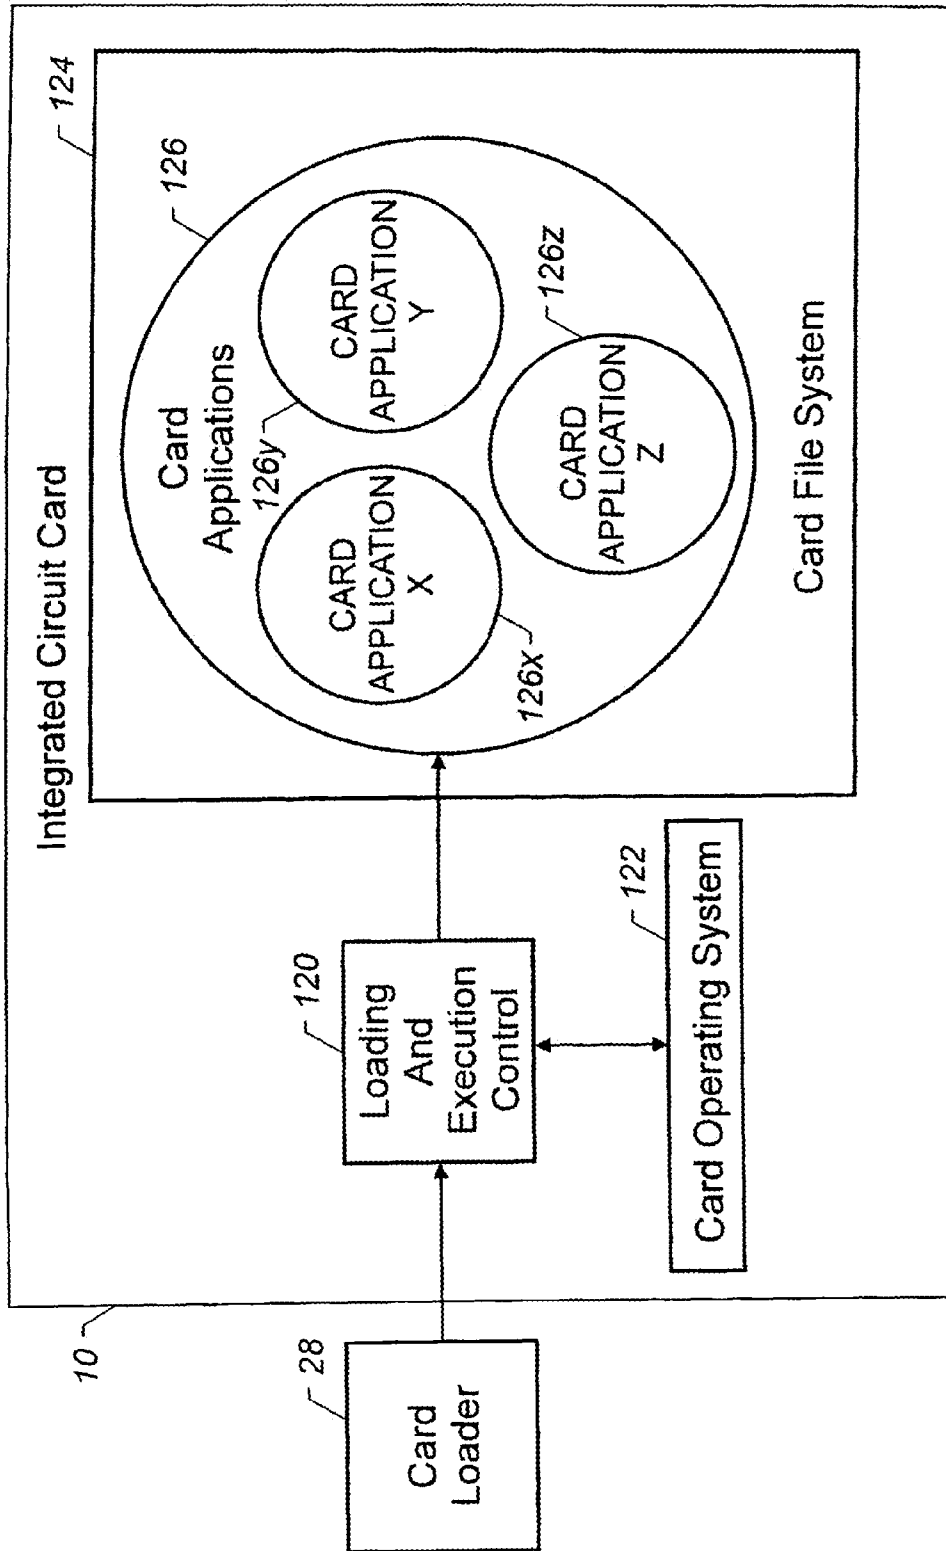 Integrated Circuit Card
10
124
126
Card
Applications
126y
CARD
APPLICATION
X
CARD
APPLICATION
Y
126x
126z
CARD
APPLICATION
Z
Card File System
120
Loading
And
Execution
Control
122
Card Operating System
28
Card
Loader